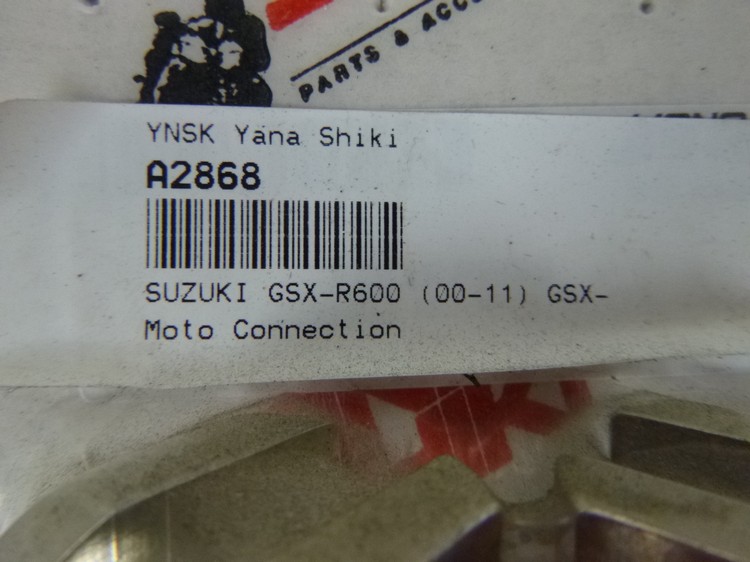 PARTS & ACC
YNSK Yana Shiki
A2868
SUZUKI GSX-R600 (00-11) GSX-
Moto Connection